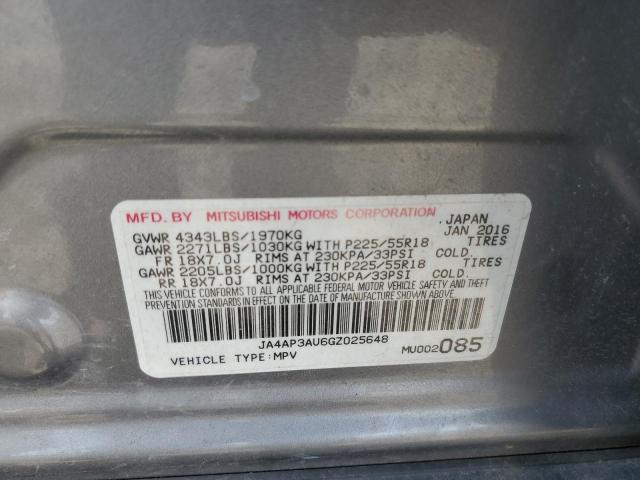 MFD. BY MITSUBISHI MOTORS CORPORATION JAPAN
GVWR 4343LBS/1970KG JAN 2016
GAWR 2271LBS/1030KG WITH P225/55R18 TIRES
FR 18X7.0J RIMS AT 230KPA/33PSI COLD.
GAWR 2205LBS/1000KG WITH P225/55R18 TIRES
RR 18X7.0J RIMS AT 230KPA/33PSI COLD.
THIS VEHICLE CONFORMS TO ALL APPLICABLE FEDERAL MOTOR VEHICLE SAFETY, BUMPER, AND THEFT
PREVENTION STANDARDS IN EFFECT ON THE DATE OF MANUFACTURE SHOWN ABOVE.
JA4AP3AU6GZ025648
VEHICLE TYPE:MPV MU002085